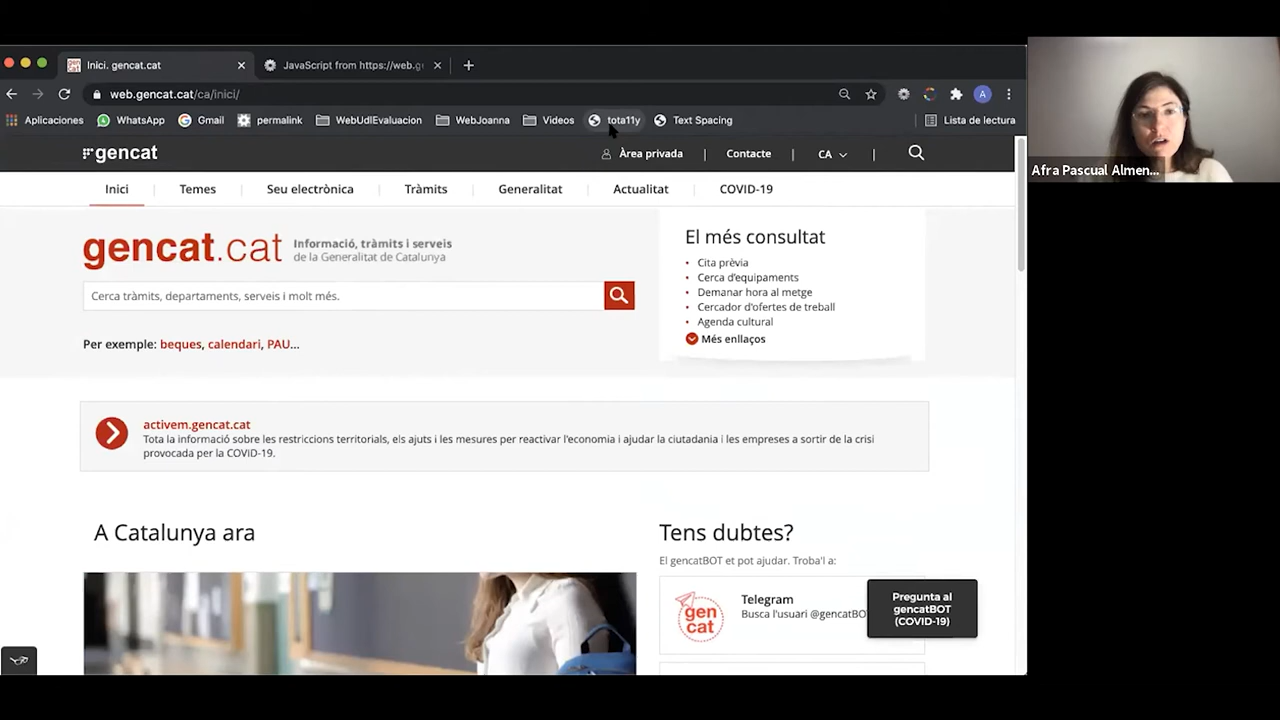 Inici. gencat.cat
JavaScript from https://web.g
web.gencat.cat/ca/inici/
Aplicaciones WhatsApp Gmail permalink WebUdlEvaluacion WebJoanna Videos tota11y Text Spacing Lista de lectura
A
gencat
Àrea privada | Contacte | CA |
Inici Temes Seu electrònica Tràmits Generalitat Actualitat COVID-19
gencat.cat
Informació, tràmits i serveis
de la Generalitat de Catalunya
Cerca tràmits, departaments, serveis i molt més.
Per exemple: beques, calendari, PAU...
El més consultat
Cita prèvia
Cerca d'equipaments
Demanar hora al metge
Cercador d'ofertes de treball
Agenda cultural
Més enllaços
activem.gencat.cat
Tota la informació sobre les restriccions territorials, els ajuts i les mesures per reactivar l'economia i ajudar la ciutadania i les empreses a sortir de la crisi
provocada per la COVID-19.
A Catalunya ara
Tens dubtes?
El gencatBOT et pot ajudar. Troba'l a:
gen
cat
Telegram
Busca l'usuari @gencatBO
Pregunta al
gencatBOT
(COVID-19)
Afra Pascual Almen...